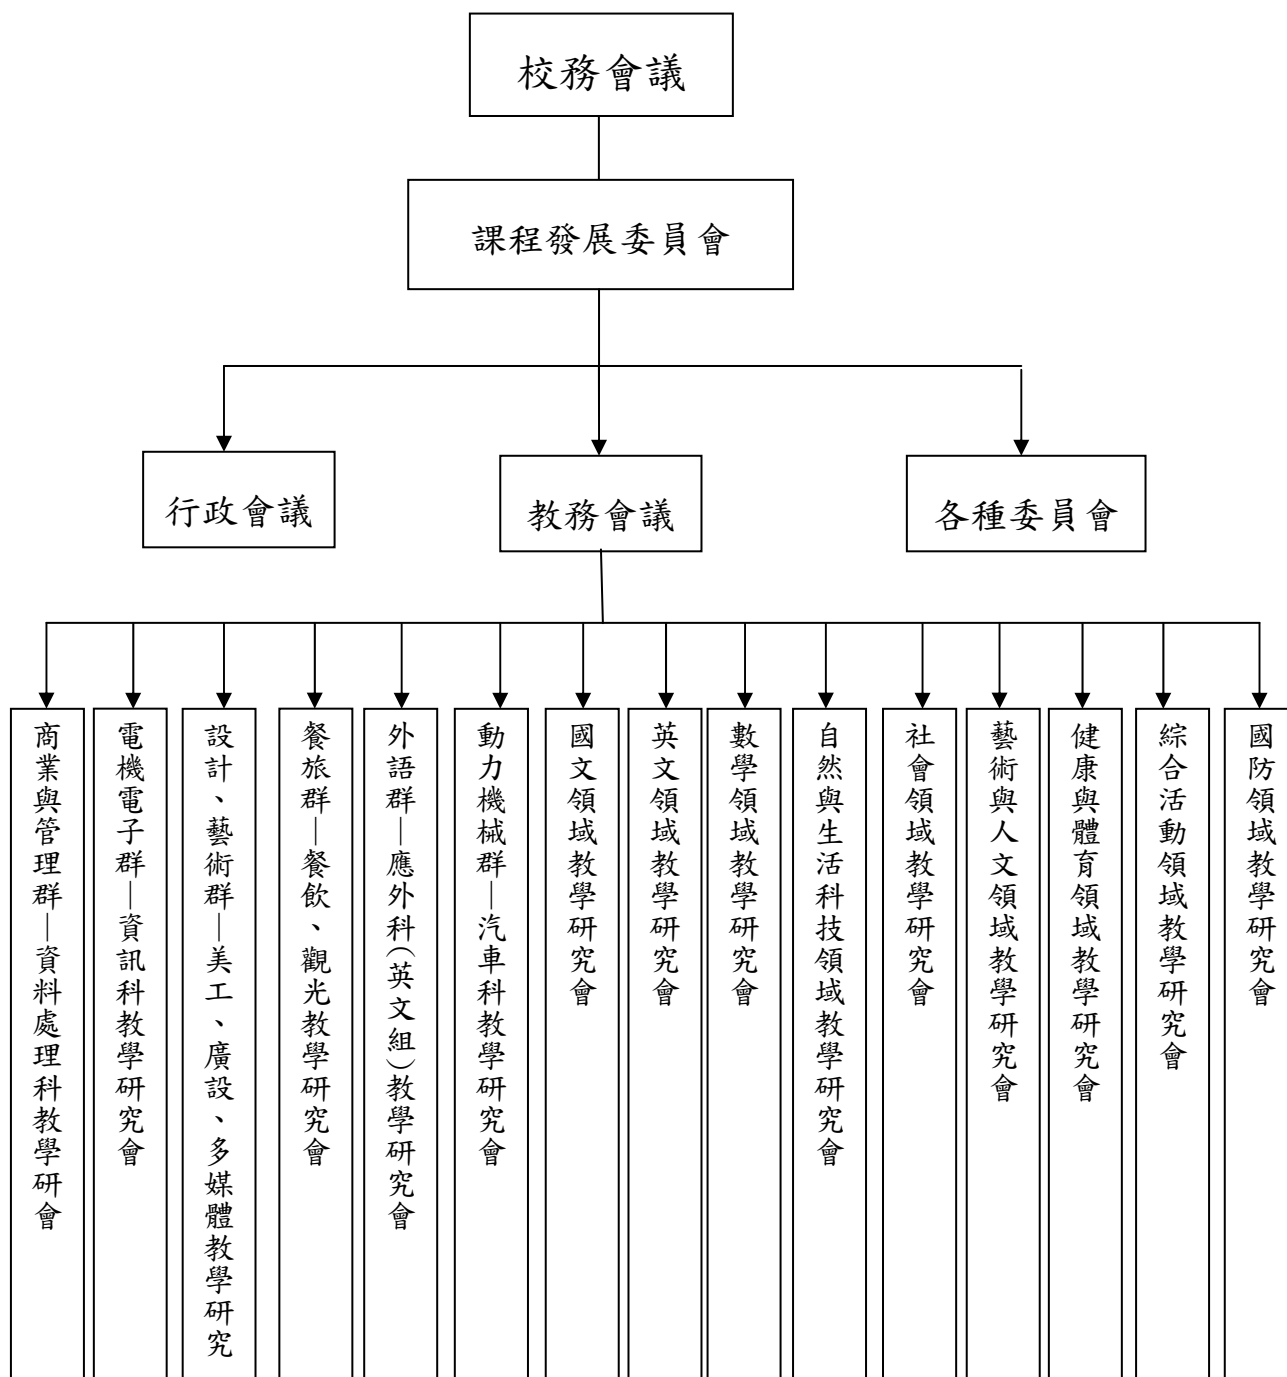 校務會議
課程發展委員會
行政會議
教務會議
各種委員會
商業與管理群—資料處理科教學研會
電機電子群—資訊科教學研究會
設計、藝術群—美工、廣設、多媒體教學研究
餐旅群—餐飲、觀光教學研究會
外語群—應外科(英文組)教學研究會
動力機械群—汽車科教學研究會
國文領域教學研究會
英文領域教學研究會
數學領域教學研究會
自然與生活科技領域教學研究會
社會領域教學研究會
藝術與人文領域教學研究會
健康與體育領域教學研究會
綜合活動領域教學研究會
國防領域教學研究會